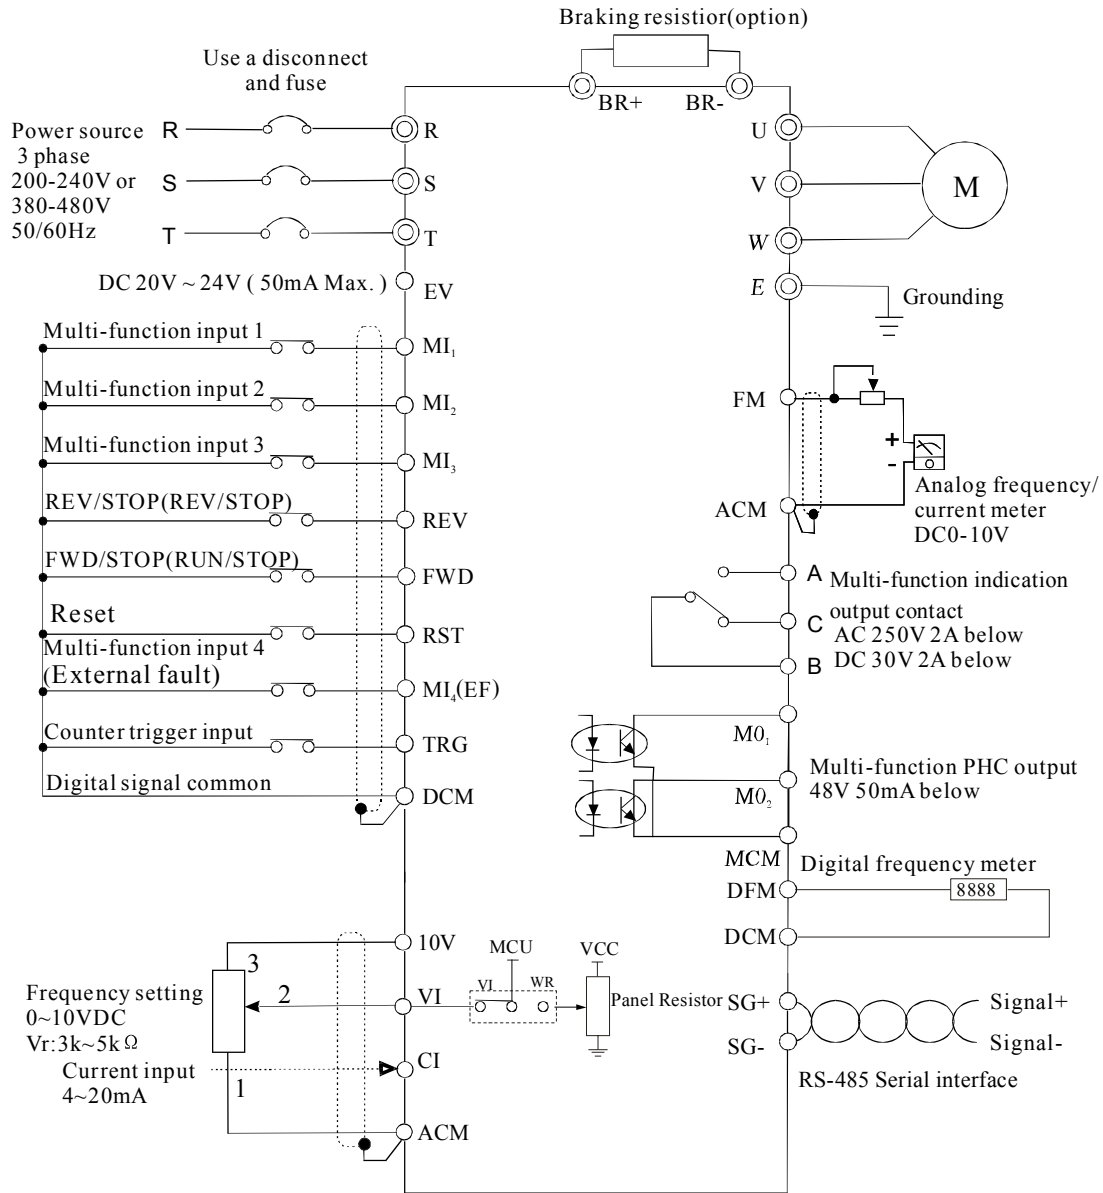 Braking resistior(option)
Use a disconnect
and fuse
BR+
BR-
Power source
3 phase
200-240V or
380-480V
50/60Hz
R
R
S
S
T
T
U
V
W
M
E
Grounding
DC 20V ~ 24V ( 50mA Max. )
EV
Multi-function input 1
MI1
Multi-function input 2
MI2
Multi-function input 3
MI3
REV/STOP(REV/STOP)
REV
FWD/STOP(RUN/STOP)
FWD
Reset
RST
Multi-function input 4
(External fault)
MI4(EF)
Counter trigger input
TRG
Digital signal common
DCM
FM
+
-
ACM
Analog frequency/
current meter
DC0-10V
A
Multi-function indication
output contact
C
AC 250V 2A below
DC 30V 2A below
B
M01
M02
Multi-function PHC output
48V 50mA below
MCM
Digital frequency meter
DFM
8888
DCM
10V
3
2
1
Frequency setting
0~10VDC
Vr:3k~5kΩ
Current input
4~20mA
VI
CI
ACM
MCU
VI
WR
VCC
Panel Resistor
SG+
Signal+
SG-
Signal-
RS-485 Serial interface